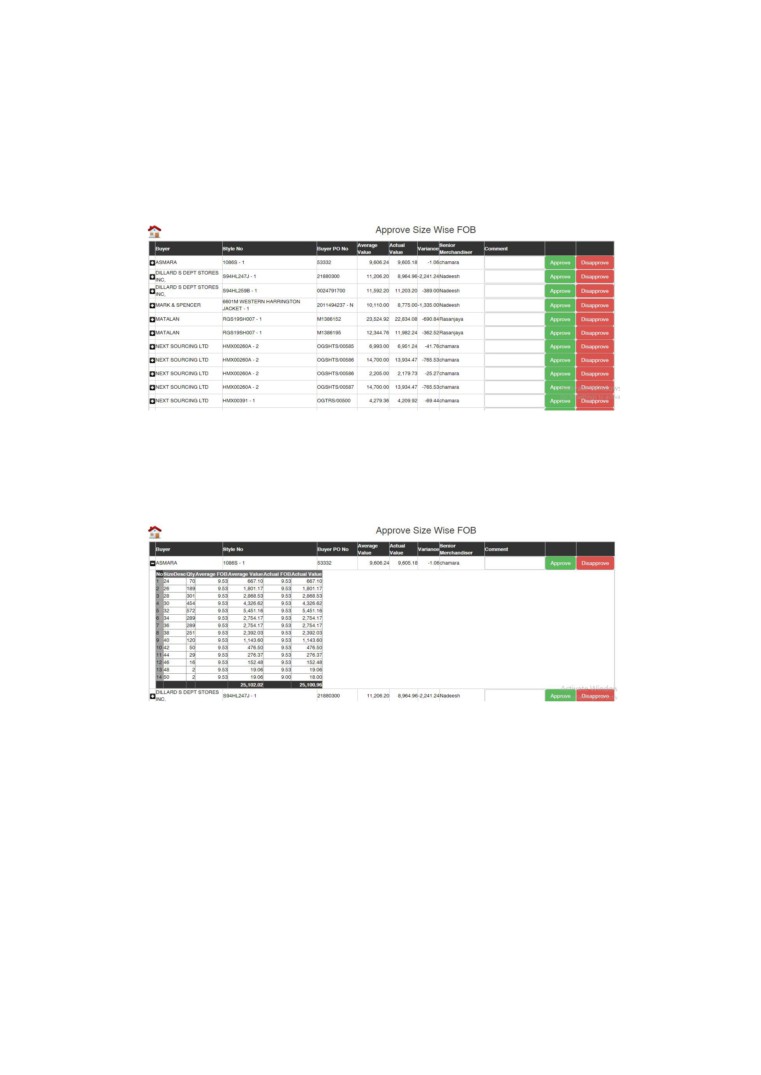 Approve Size Wise FOB
Buyer Style No Buyer PO No Average Value Actual Value Variance Senior Merchandiser Comment
ASMARA 1086S - 1 53332 9,606.24 9,605.18 -1.06 chamara Approve Disapprove
DILLARD S DEPT STORES INC. S94HL247J - 1 21880300 11,206.20 8,964.96 -2,241.24 Nadeesh Approve Disapprove
DILLARD S DEPT STORES INC. S94HL259B - 1 0024791700 11,592.20 11,203.20 -389.00 Nadeesh Approve Disapprove
MARK & SPENCER 6601M WESTERN HARRINGTON JACKET - 1 2011494237 - N 10,110.00 8,775.00 -1,335.00 Nadeesh Approve Disapprove
MATALAN RGS19SH007 - 1 M1386152 23,524.92 22,834.08 -690.84 Rasanjaya Approve Disapprove
MATALAN RGS19SH007 - 1 M1386195 12,344.76 11,982.24 -362.52 Rasanjaya Approve Disapprove
NEXT SOURCING LTD HMX00260A - 2 OGSHTS/00595 6,993.00 6,951.24 -41.76 chamara Approve Disapprove
NEXT SOURCING LTD HMX00260A - 2 OGSHTS/00596 14,700.00 13,934.47 -765.53 chamara Approve Disapprove
NEXT SOURCING LTD HMX00260A - 2 2,205.00 2,179.73 -25.27 chamara Approve Disapprove
NEXT SOURCING LTD HMX00260A - 2 OGSHTS/00597 14,700.00 13,934.47 -765.53 chamara Approve Disapprove
NEXT SOURCING LTD HMX00391 - 1 OGTRS/00500 4,279.36 4,209.92 -69.44 chamara Approve Disapprove
Approve Size Wise FOB
Buyer Style No Buyer PO No Average Value Actual Value Variance Senior Merchandiser Comment
ASMARA 1086S - 1 53332 9,606.24 9,605.18 -1.06 chamara Approve Disapprove
No Size Desc Qty Average FOB Average Value Actual FOB Actual Value
1 24 70 9.53 667.10 9.53 667.10
2 26 189 9.53 1,801.17 9.53 1,801.17
3 28 301 9.53 2,868.53 9.53 2,868.53
4 30 454 9.53 4,326.62 9.53 4,326.62
5 32 572 9.53 5,451.16 9.53 5,451.16
6 34 289 9.53 2,754.17 9.53 2,754.17
7 36 289 9.53 2,754.17 9.53 2,754.17
8 38 251 9.53 2,392.03 9.53 2,392.03
9 40 120 9.53 1,143.60 9.53 1,143.60
10 42 50 9.53 476.50 9.53 476.50
11 44 29 9.53 276.37 9.53 276.37
12 46 16 9.53 152.48 9.53 152.48
13 48 2 9.53 19.06 9.53 19.06
14 50 2 9.53 19.06 9.00 18.00
25,102.02 25,100.96
DILLARD S DEPT STORES INC. S94HL247J - 1 21880300 11,206.20 8,964.96 -2,241.24 Nadeesh Approve Disapprove